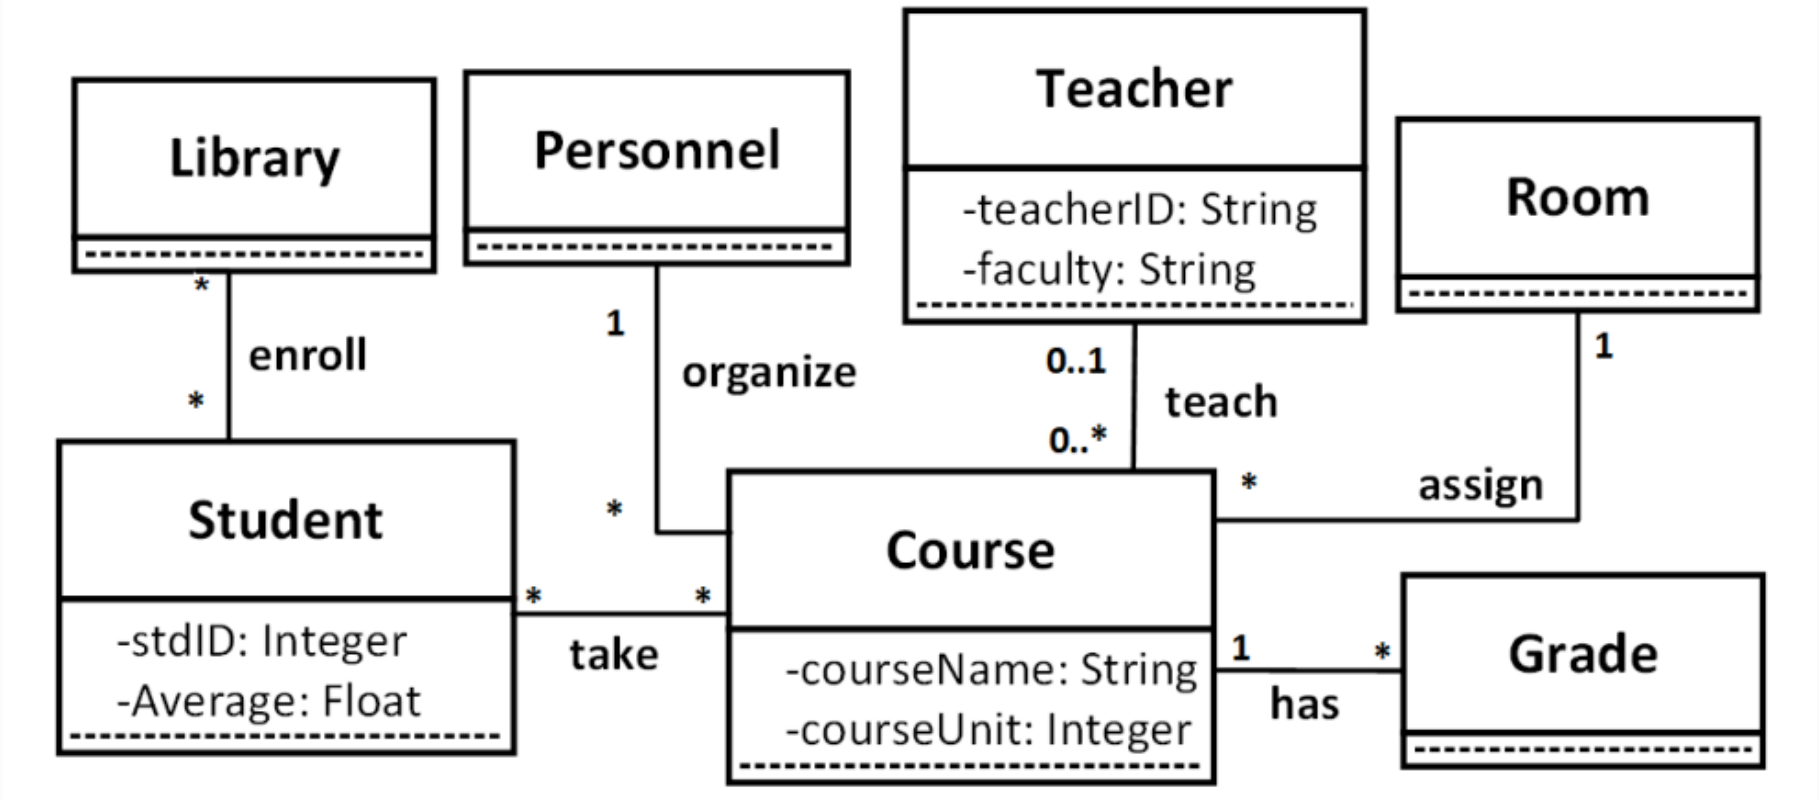 Library
Personnel
Teacher
-teacherID: String
-faculty: String
Room
*
enroll
*
1
organize
*
0..1
teach
0..*
1
assign
*
Student
-stdID: Integer
-Average: Float
*
*
take
Course
-courseName: String
-courseUnit: Integer
1
*
has
Grade